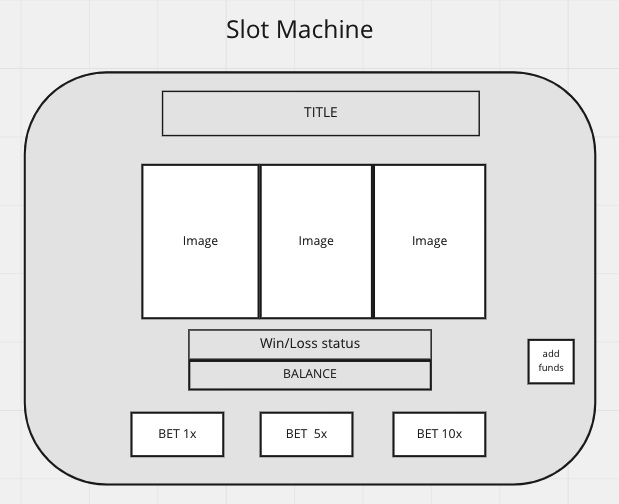 Slot Machine
TITLE
Image
Image
Image
Win/Loss status
BALANCE
add
funds
BET 1x
BET  5x
BET 10x